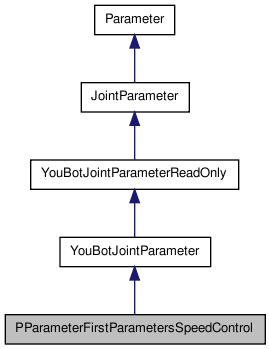 Parameter
JointParameter
YouBotJointParameterReadOnly
YouBotJointParameter
PParameterFirstParametersSpeedControl